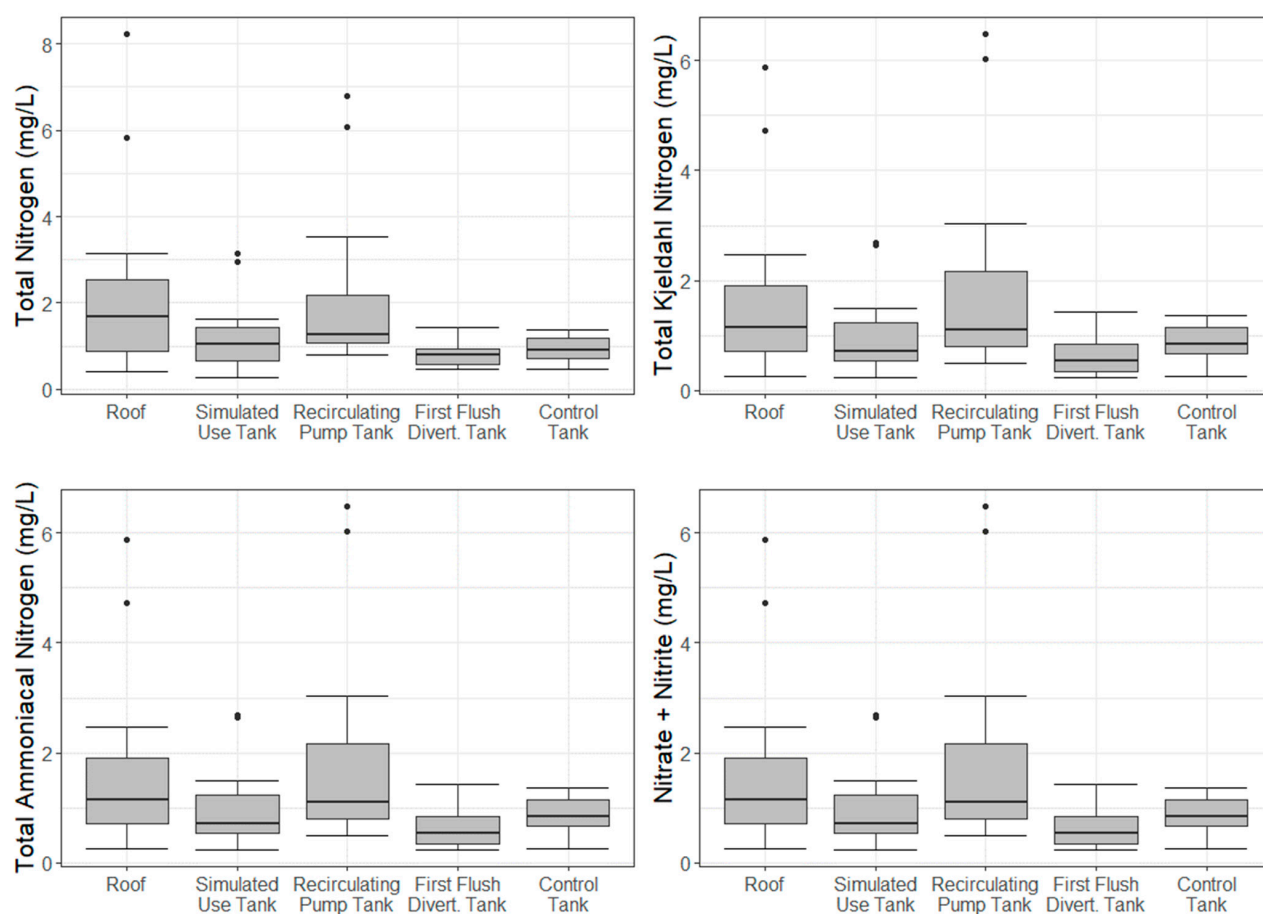 Total Nitrogen (mg/L)
8
6
4
2
0
Roof
Simulated
Use Tank
Recirculating
Pump Tank
First Flush
Divert. Tank
Control
Tank
Total Kjeldahl Nitrogen (mg/L)
6
4
2
0
Roof
Simulated
Use Tank
Recirculating
Pump Tank
First Flush
Divert. Tank
Control
Tank
Total Ammoniacal Nitrogen (mg/L)
6
4
2
0
Roof
Simulated
Use Tank
Recirculating
Pump Tank
First Flush
Divert. Tank
Control
Tank
Nitrate + Nitrite (mg/L)
6
4
2
0
Roof
Simulated
Use Tank
Recirculating
Pump Tank
First Flush
Divert. Tank
Control
Tank